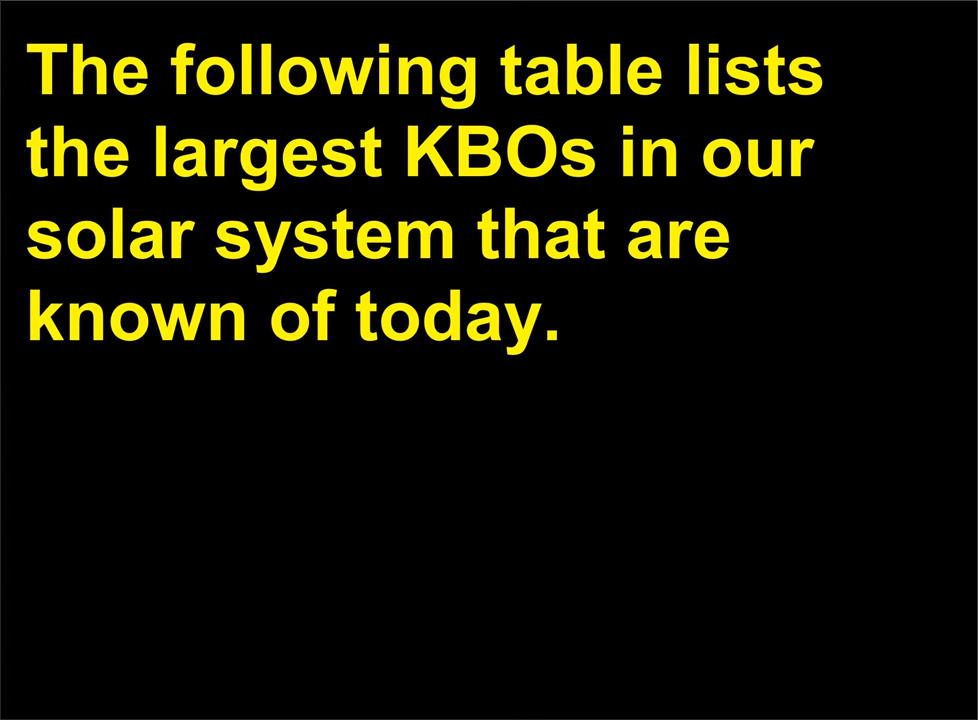 The following table lists
the largest KBOs in our
solar system that are
known of today.